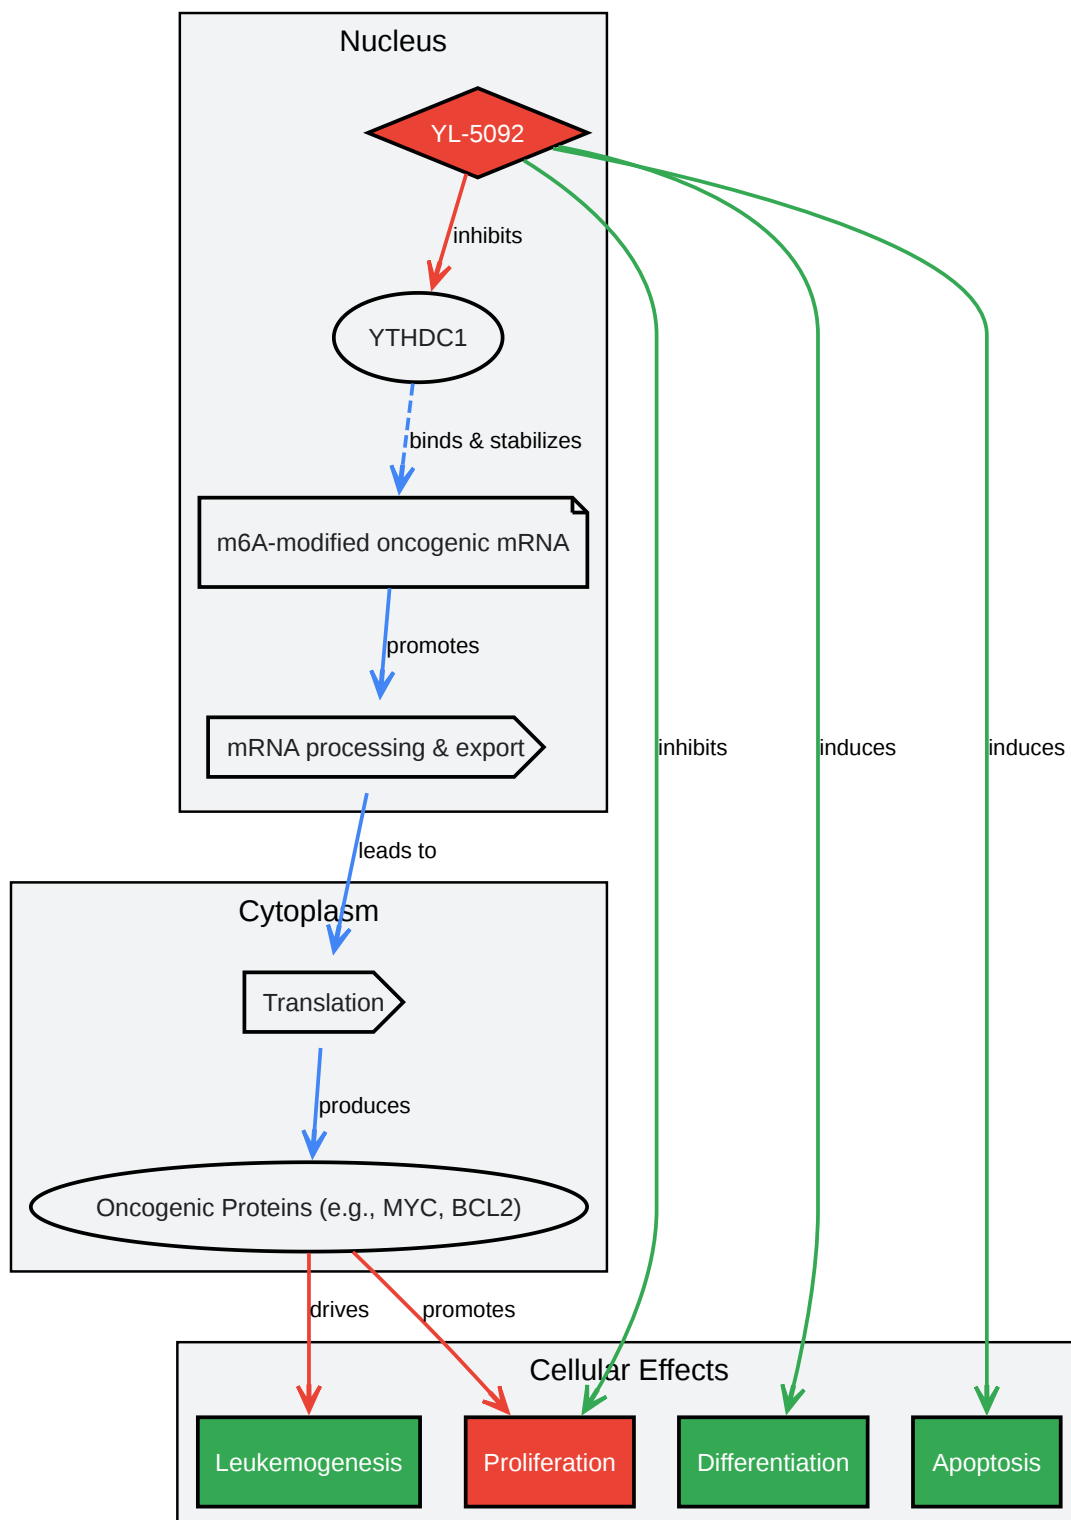 Nucleus
YL-5092
inhibits
YTHDC1
binds & stabilizes
m6A-modified oncogenic mRNA
promotes
mRNA processing & export
inhibits
induces
induces
leads to
Cytoplasm
Translation
produces
Oncogenic Proteins (e.g., MYC, BCL2)
drives
promotes
Cellular Effects
Leukemogenesis
Proliferation
Differentiation
Apoptosis